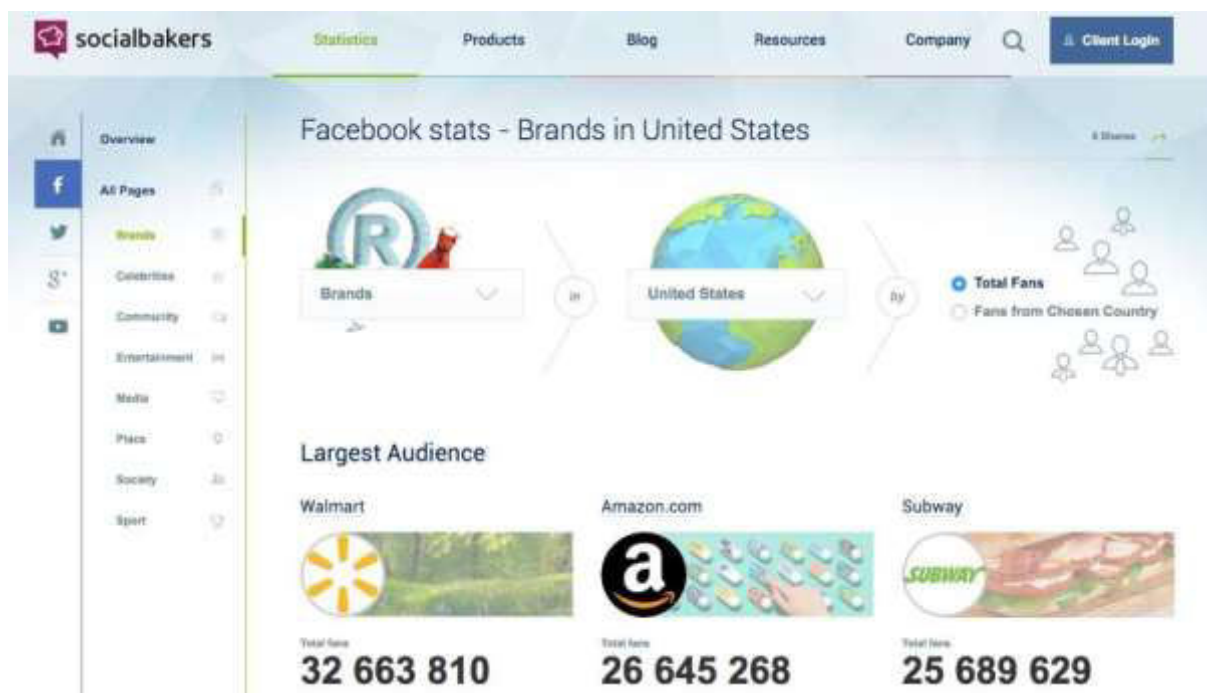 socialbakers
Statistics Products Blog Resources Company Client Login
Overview
All Pages
Brands
Celebrities
Community
Entertainment
Media
Place
Society
Sport
Facebook stats - Brands in United States
Shares
R
Brands
in
United States
by
Total Fans
Fans from Chosen Country
Largest Audience
Walmart Amazon.com Subway
a
SUBWAY
Total fans Total fans Total fans
32 663 810 26 645 268 25 689 629